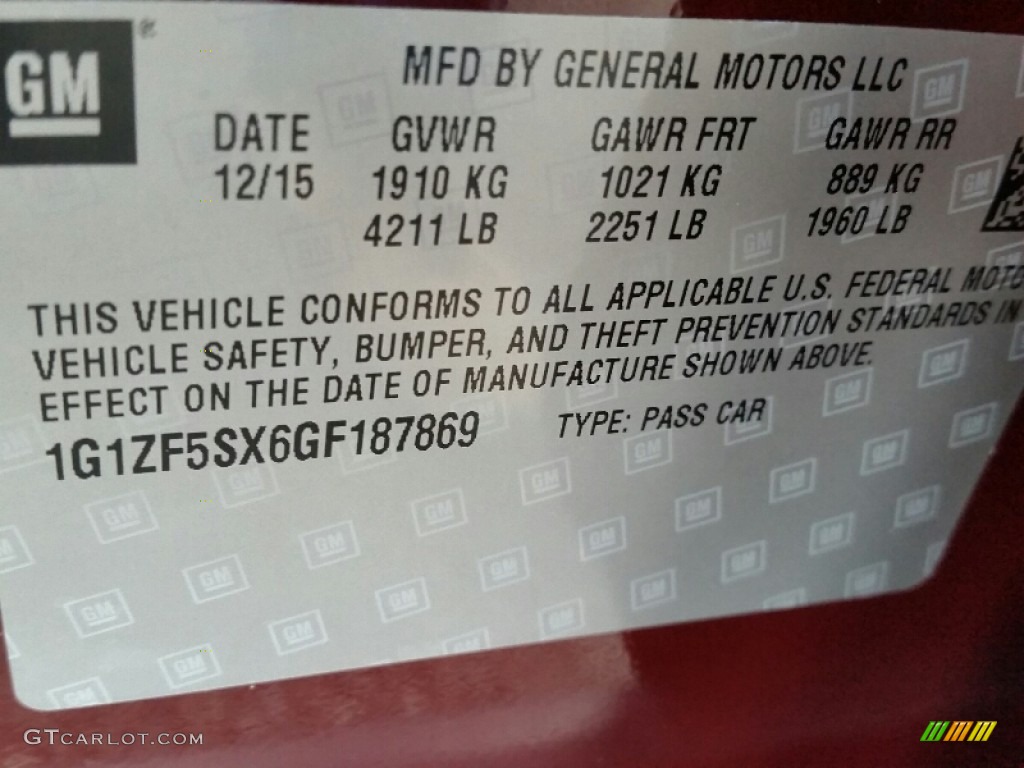 GM
MFD BY GENERAL MOTORS LLC
DATE GVWR GAWR FRT GAWR RR
12/15 1910 KG 1021 KG 889 KG
4211 LB 2251 LB 1960 LB
THIS VEHICLE CONFORMS TO ALL APPLICABLE U.S. FEDERAL MOTO
VEHICLE SAFETY, BUMPER, AND THEFT PREVENTION STANDARDS IN
EFFECT ON THE DATE OF MANUFACTURE SHOWN ABOVE.
1G1ZF5SX6GF187869 TYPE: PASS CAR
GTCARLOT.COM